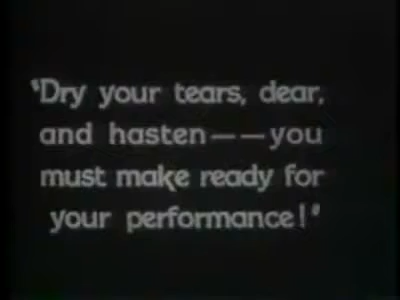 "Dry your tears, dear,
and hasten——you
must make ready for
your performance!"